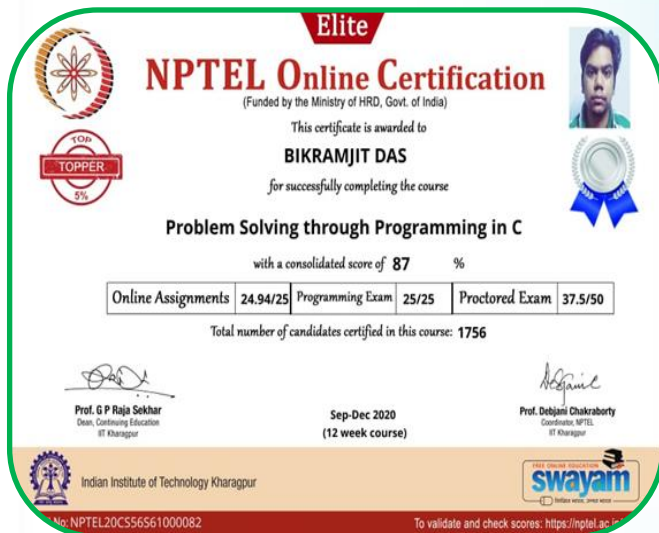 Elite
NPTEL Online Certification
(Funded by the Ministry of HRD, Govt. of India)
This certificate is awarded to
BIKRAMJIT DAS
for successfully completing the course
TOP
TOPPER
5%
Problem Solving through Programming in C
with a consolidated score of 87 %
Online Assignments 24.94/25 Programming Exam 25/25 Proctored Exam 37.5/50
Total number of candidates certified in this course: 1756
Prof. G P Raja Sekhar
Dean, Continuing Education
IIT Kharagpur
Sep-Dec 2020
(12 week course)
Prof. Debjani Chakraborty
Coordinator, NPTEL
IIT Kharagpur
Indian Institute of Technology Kharagpur
FREE ONLINE EDUCATION
swayam
शिक्षित भारत, उन्नत भारत
No: NPTEL20CS56561000082
To validate and check scores: https://nptel.ac.in